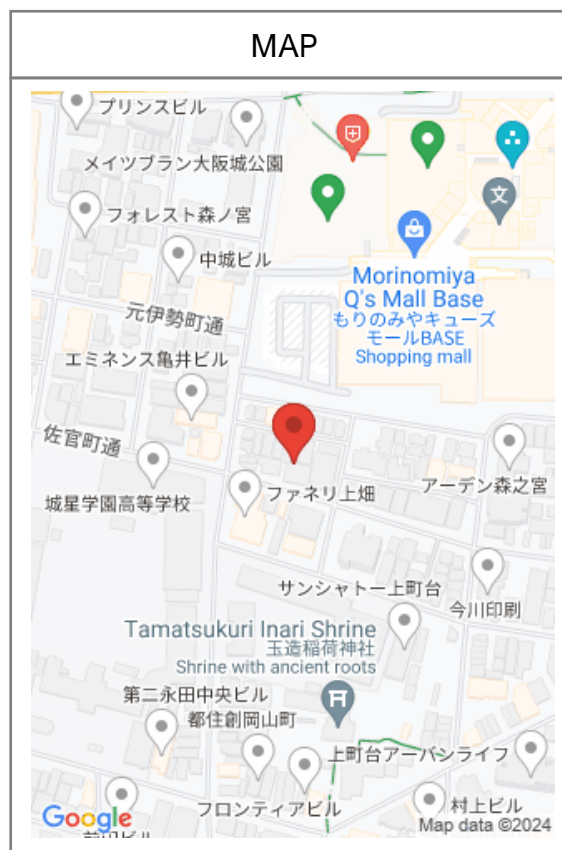 MAP
プリンスビル
メイツブラン大阪城公園
フォレスト森ノ宮
中城ビル
文
Morinomiya
Q's Mall Base
もりのみやキューズ
モールBASE
Shopping mall
元伊勢町通
エミネンス亀井ビル
佐官町通
城星学園高等学校
ファネリ上畑
アーデン森之宮
サンシャトー上町台
今川印刷
Tamatsukuri Inari Shrine
玉造稲荷神社
Shrine with ancient roots
第二永田中央ビル
都住創岡山町
上町台アーバンライフ
フロンティアビル
村上ビル
Google
Map data ©2024